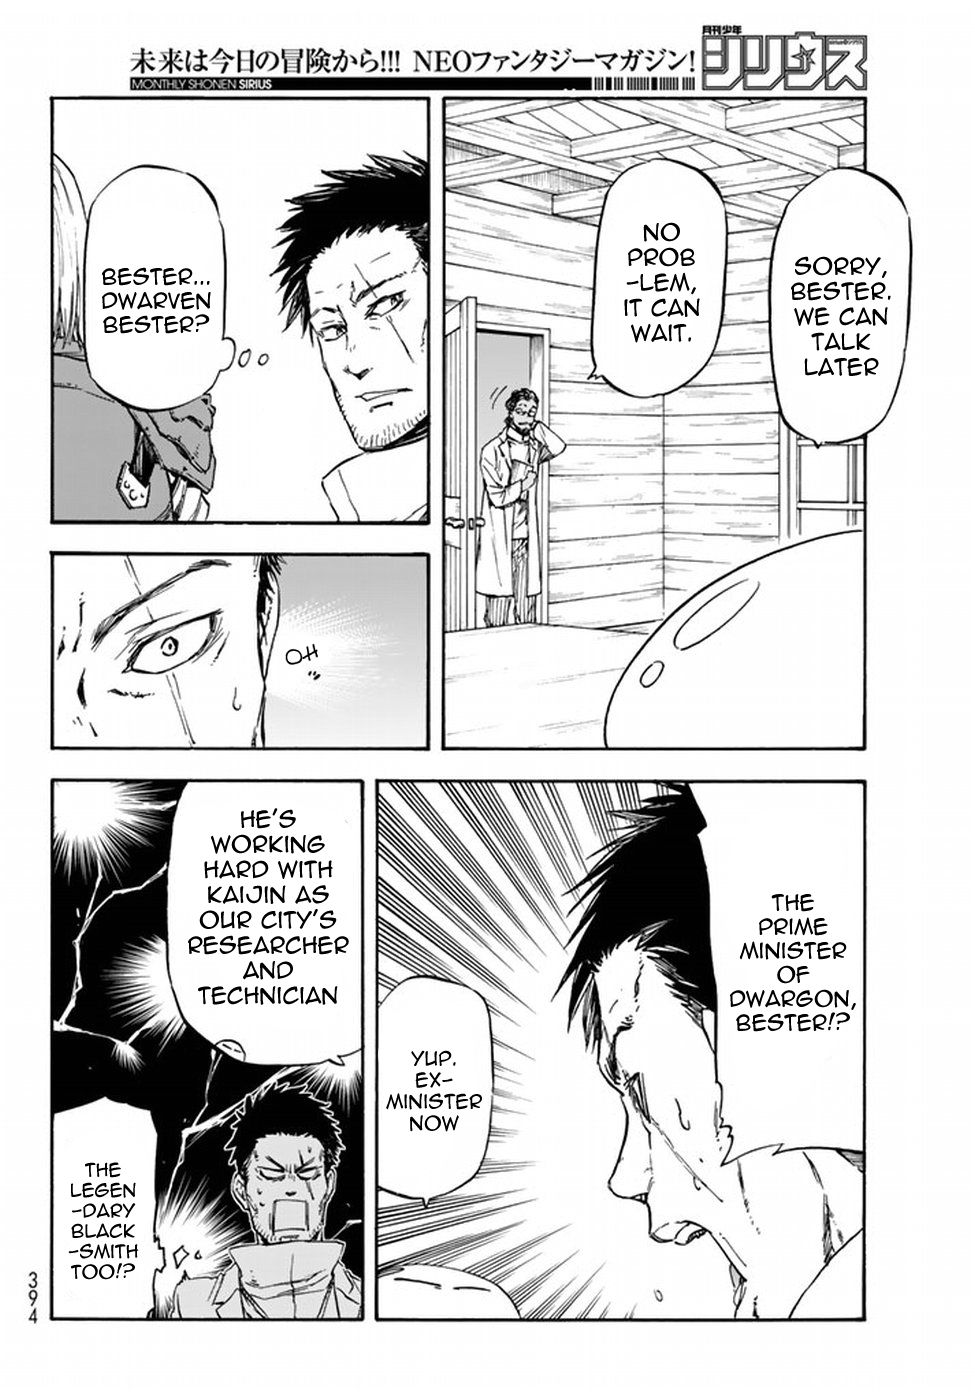 未来は今日の冒険から!!! NEOファンタジーマガジン!
月刊少年
シリウス
MONTHLY SHONEN SIRIUS
SORRY,
BESTER.
WE CAN
TALK
LATER
NO
PROB
-LEM,
IT CAN
WAIT.
BESTER...
DWARVEN
BESTER?
OH
THE
PRIME
MINISTER
OF
DWARGON,
BESTER!?
YUP.
EX-
MINISTER
NOW
HE'S
WORKING
HARD WITH
KAIJIN AS
OUR CITY'S
RESEARCHER
AND
TECHNICIAN
THE
LEGEN
-DARY
BLACK
-SMITH
TOO!?
394